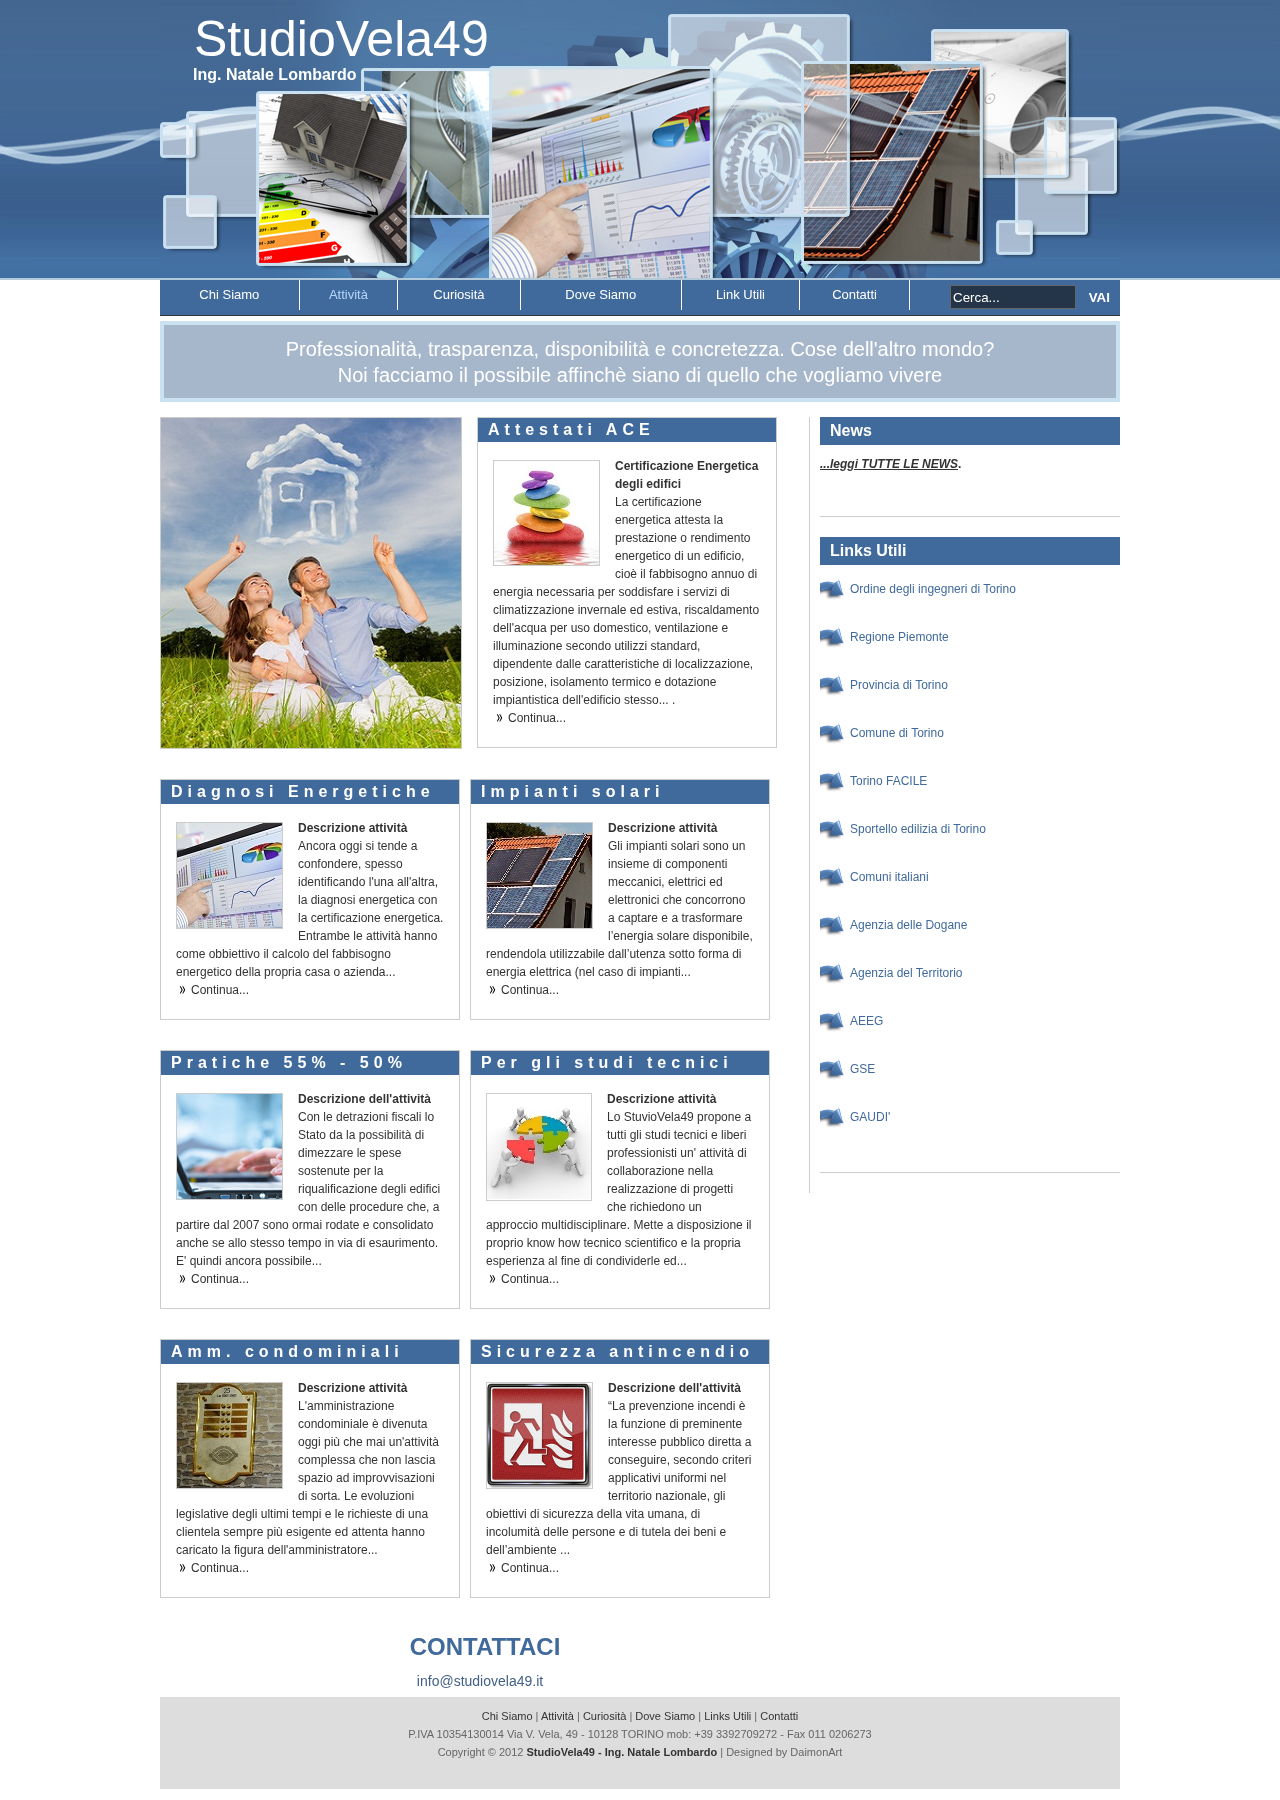 StudioVela49
Ing. Natale Lombardo
Chi Siamo
Attività
Curiosità
Dove Siamo
Link Utili
Contatti
Cerca...
VAI
Professionalità, trasparenza, disponibilità e concretezza. Cose dell'altro mondo?
Noi facciamo il possibile affinchè siano di quello che vogliamo vivere
Attestati ACE
Certificazione Energetica
degli edifici
La certificazione
energetica attesta la
prestazione o rendimento
energetico di un edificio,
cioè il fabbisogno annuo di
energia necessaria per soddisfare i servizi di
climatizzazione invernale ed estiva, riscaldamento
dell'acqua per uso domestico, ventilazione e
illuminazione secondo utilizzi standard,
dipendente dalle caratteristiche di localizzazione,
posizione, isolamento termico e dotazione
impiantistica dell'edificio stesso... .
Continua...
Diagnosi Energetiche
Descrizione attività
Ancora oggi si tende a
confondere, spesso
identificando l'una all'altra,
la diagnosi energetica con
la certificazione energetica.
Entrambe le attività hanno
come obbiettivo il calcolo del fabbisogno
energetico della propria casa o azienda...
Continua...
Impianti solari
Descrizione attività
Gli impianti solari sono un
insieme di componenti
meccanici, elettrici ed
elettronici che concorrono
a captare e a trasformare
l’energia solare disponibile,
rendendola utilizzabile dall’utenza sotto forma di
energia elettrica (nel caso di impianti...
Continua...
Pratiche 55% - 50%
Descrizione dell'attività
Con le detrazioni fiscali lo
Stato da la possibilità di
dimezzare le spese
sostenute per la
riqualificazione degli edifici
con delle procedure che, a
partire dal 2007 sono ormai rodate e consolidato
anche se allo stesso tempo in via di esaurimento.
E' quindi ancora possibile...
Continua...
Per gli studi tecnici
Descrizione attività
Lo StuvioVela49 propone a
tutti gli studi tecnici e liberi
professionisti un' attività di
collaborazione nella
realizzazione di progetti
che richiedono un
approccio multidisciplinare. Mette a disposizione il
proprio know how tecnico scientifico e la propria
esperienza al fine di condividerle ed...
Continua...
Amm. condominiali
Descrizione attività
L'amministrazione
condominiale è divenuta
oggi più che mai un'attività
complessa che non lascia
spazio ad improvvisazioni
di sorta. Le evoluzioni
legislative degli ultimi tempi e le richieste di una
clientela sempre più esigente ed attenta hanno
caricato la figura dell'amministratore...
Continua...
Sicurezza antincendio
Descrizione dell'attività
“La prevenzione incendi è
la funzione di preminente
interesse pubblico diretta a
conseguire, secondo criteri
applicativi uniformi nel
territorio nazionale, gli
obiettivi di sicurezza della vita umana, di
incolumità delle persone e di tutela dei beni e
dell’ambiente ...
Continua...
News
...leggi TUTTE LE NEWS.
Links Utili
Ordine degli ingegneri di Torino
Regione Piemonte
Provincia di Torino
Comune di Torino
Torino FACILE
Sportello edilizia di Torino
Comuni italiani
Agenzia delle Dogane
Agenzia del Territorio
AEEG
GSE
GAUDI'
CONTATTACI
info@studiovela49.it
Chi Siamo | Attività | Curiosità | Dove Siamo | Links Utili | Contatti
P.IVA 10354130014 Via V. Vela, 49 - 10128 TORINO mob: +39 3392709272 - Fax 011 0206273
Copyright © 2012 StudioVela49 - Ing. Natale Lombardo | Designed by DaimonArt